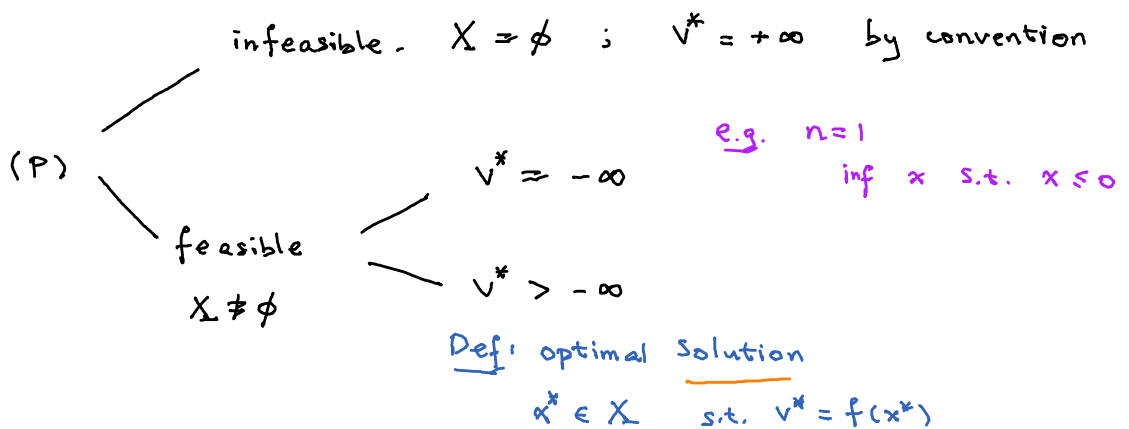 infeasible. X = ϕ ; v* = +∞ by convention
e.g. n=1
(P)
v* = -∞
inf x s.t. x ≤ 0
feasible
X ≠ ϕ
v* > -∞
Def: optimal solution
x* ∈ X s.t. v* = f(x*)